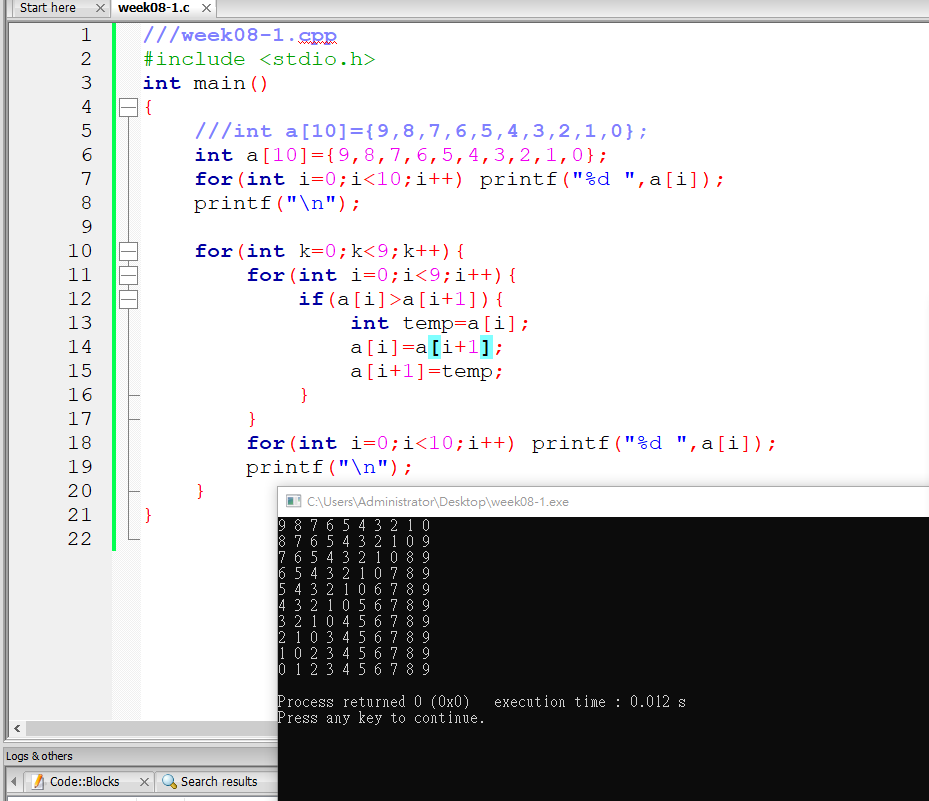 Start here week08-1.c
1 ///week08-1.cpp
2 #include <stdio.h>
3 int main()
4 {
5 ///int a[10]={9,8,7,6,5,4,3,2,1,0};
6 int a[10]={9,8,7,6,5,4,3,2,1,0};
7 for(int i=0;i<10;i++) printf("%d ",a[i]);
8 printf("\n");
9
10 for(int k=0;k<9;k++){
11 for(int i=0;i<9;i++){
12 if(a[i]>a[i+1]){
13 int temp=a[i];
14 a[i]=a[i+1];
15 a[i+1]=temp;
16 }
17 }
18 for(int i=0;i<10;i++) printf("%d ",a[i]);
19 printf("\n");
20 }
21 }
22
C:\Users\Administrator\Desktop\week08-1.exe
9 8 7 6 5 4 3 2 1 0
8 7 6 5 4 3 2 1 0 9
7 6 5 4 3 2 1 0 8 9
6 5 4 3 2 1 0 7 8 9
5 4 3 2 1 0 6 7 8 9
4 3 2 1 0 5 6 7 8 9
3 2 1 0 4 5 6 7 8 9
2 1 0 3 4 5 6 7 8 9
1 0 2 3 4 5 6 7 8 9
0 1 2 3 4 5 6 7 8 9
Process returned 0 (0x0) execution time : 0.012 s
Press any key to continue.
Logs & others
Code::Blocks Search results